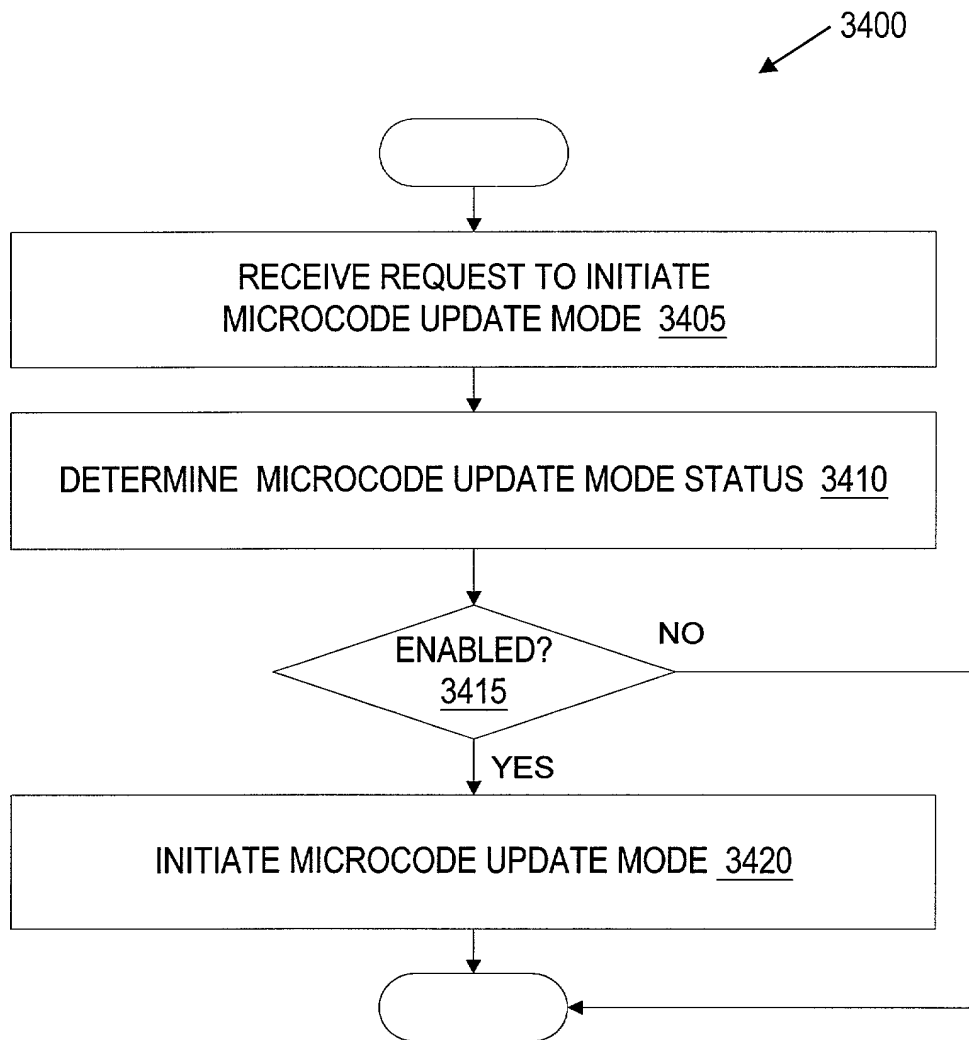 3400
RECEIVE REQUEST TO INITIATE
MICROCODE UPDATE MODE 3405
DETERMINE MICROCODE UPDATE MODE STATUS 3410
ENABLED?
3415
NO
YES
INITIATE MICROCODE UPDATE MODE 3420